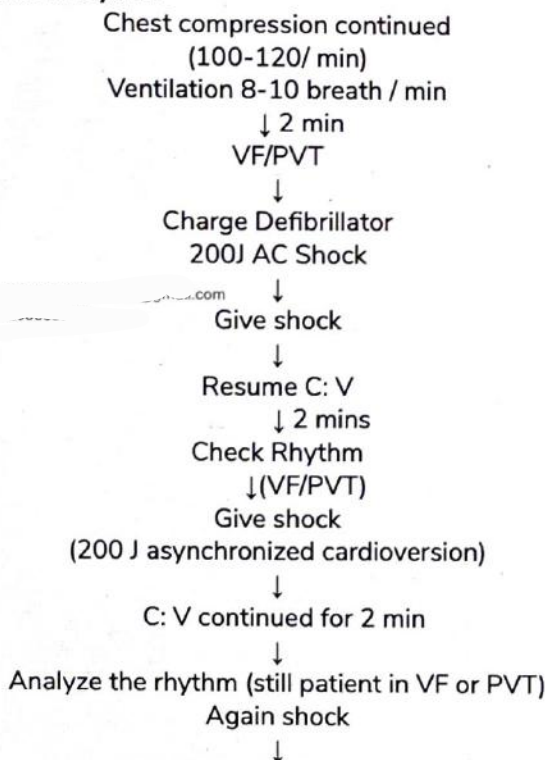 Chest compression continued
(100-120/ min)
Ventilation 8-10 breath / min
↓ 2 min
VF/PVT
↓
Charge Defibrillator
200J AC Shock
.com
↓
Give shock
↓
Resume C: V
↓ 2 mins
Check Rhythm
↓(VF/PVT)
Give shock
(200 J asynchronized cardioversion)
↓
C: V continued for 2 min
↓
Analyze the rhythm (still patient in VF or PVT)
Again shock
↓